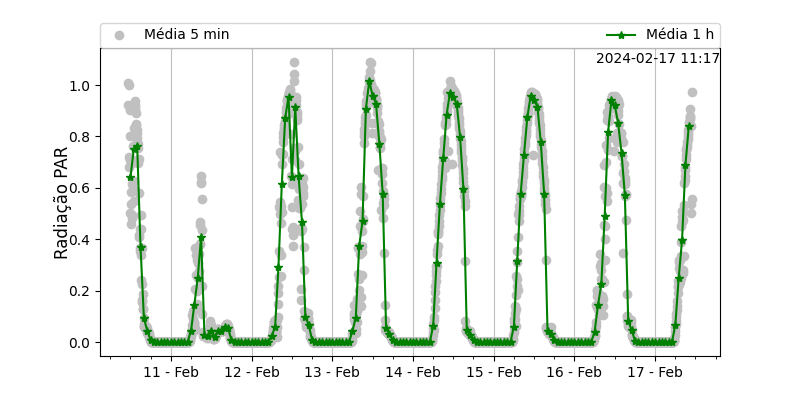 Média 5 min
Média 1 h
2024-02-17 11:17
Radiação PAR
1.0
0.8
0.6
0.4
0.2
0.0
11 - Feb
12 - Feb
13 - Feb
14 - Feb
15 - Feb
16 - Feb
17 - Feb